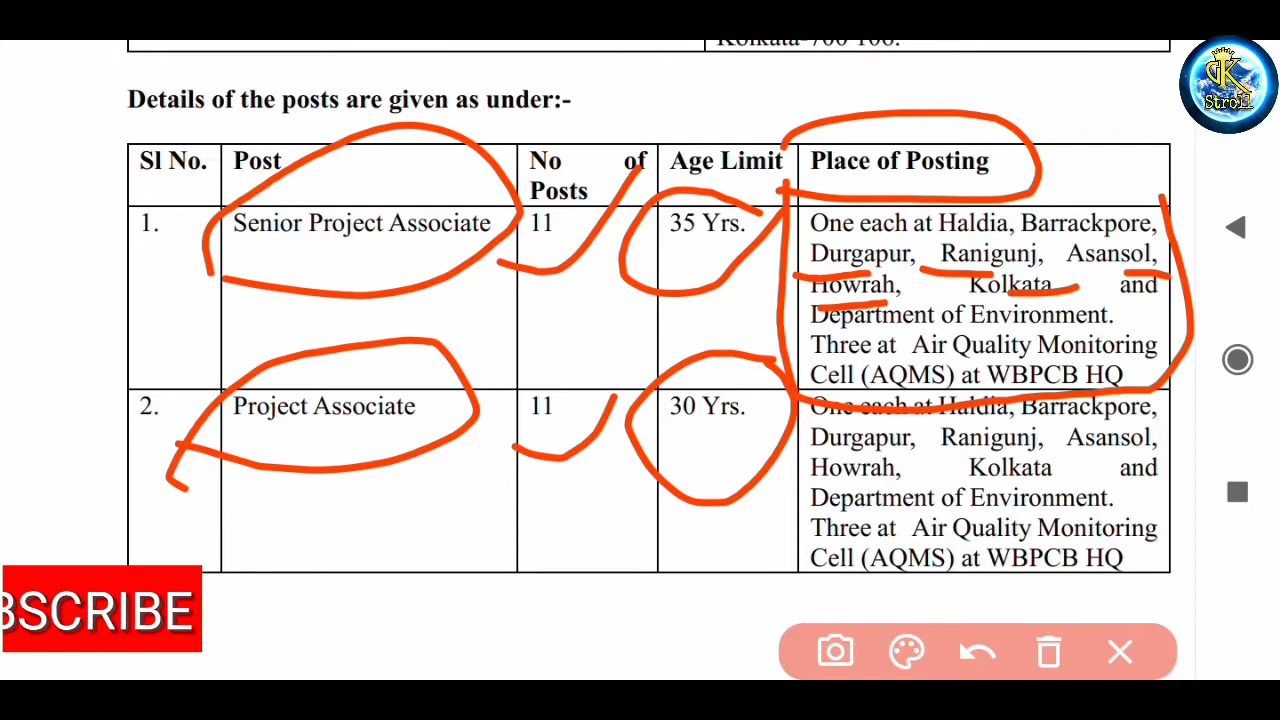 Kolkata-700 106.
GK
Stroll
Details of the posts are given as under:-
Sl No. Post No of Posts Age Limit Place of Posting
1. Senior Project Associate 11 35 Yrs. One each at Haldia, Barrackpore,
Durgapur, Ranigunj, Asansol,
Howrah, Kolkata and
Department of Environment.
Three at Air Quality Monitoring
Cell (AQMS) at WBPCB HQ
2. Project Associate 11 30 Yrs. One each at Haldia, Barrackpore,
Durgapur, Ranigunj, Asansol,
Howrah, Kolkata and
Department of Environment.
Three at Air Quality Monitoring
Cell (AQMS) at WBPCB HQ
BSCRIBE